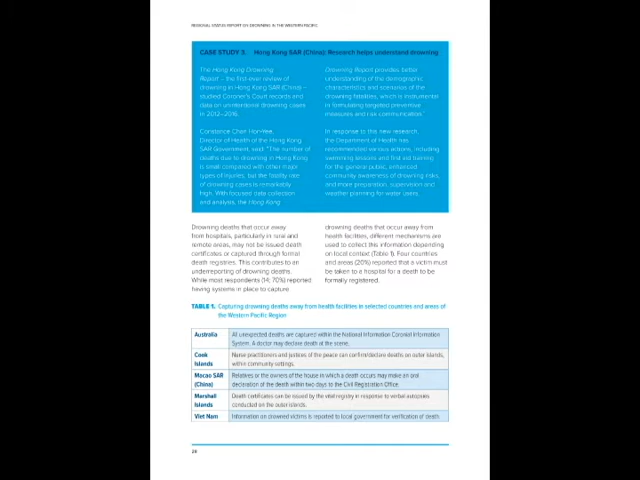 REGIONAL STATUS REPORT ON DROWNING IN THE WESTERN PACIFIC
CASE STUDY 3. Hong Kong SAR (China): Research helps understand drowning
The Hong Kong Drowning
Report – the first-ever review of
drowning in Hong Kong SAR (China) –
studied Coroner's Court records and
data on unintentional drowning cases
in 2012–2016.
Constance Chan Hon-Yee,
Director of Health of the Hong Kong
SAR Government, said: "The number of
deaths due to drowning in Hong Kong
is small compared with other major
types of injuries, but the fatality rate
of drowning cases is remarkably
high. With focused data collection
and analysis, the Hong Kong
Drowning Report provides better
understanding of the demographic
characteristics and scenarios of the
drowning fatalities, which is instrumental
in formulating targeted preventive
measures and risk communication."
In response to this new research,
the Department of Health has
recommended various actions, including
swimming lessons and first aid training
for the general public, enhanced
community awareness of drowning risks,
and more preparation, supervision and
weather planning for water users.
Drowning deaths that occur away
from hospitals, particularly in rural and
remote areas, may not be issued death
certificates or captured through formal
death registries. This contributes to an
underreporting of drowning deaths.
While most respondents (14; 70%) reported
having systems in place to capture
drowning deaths that occur away from
health facilities, different mechanisms are
used to collect this information depending
on local context (Table 1). Four countries
and areas (20%) reported that a victim must
be taken to a hospital for a death to be
formally registered.
TABLE 1. Capturing drowning deaths away from health facilities in selected countries and areas of
the Western Pacific Region
Australia All unexpected deaths are captured within the National Information Coronial Information
System. A doctor may declare death at the scene.
Cook Islands Nurse practitioners and justices of the peace can confirm/declare deaths on outer islands,
within community settings.
Macao SAR (China) Relatives or the owners of the house in which a death occurs may make an oral
declaration of the death within two days to the Civil Registration Office.
Marshall Islands Death certificates can be issued by the vital registry in response to verbal autopsies
conducted on the outer islands.
Viet Nam Information on drowned victims is reported to local government for verification of death.